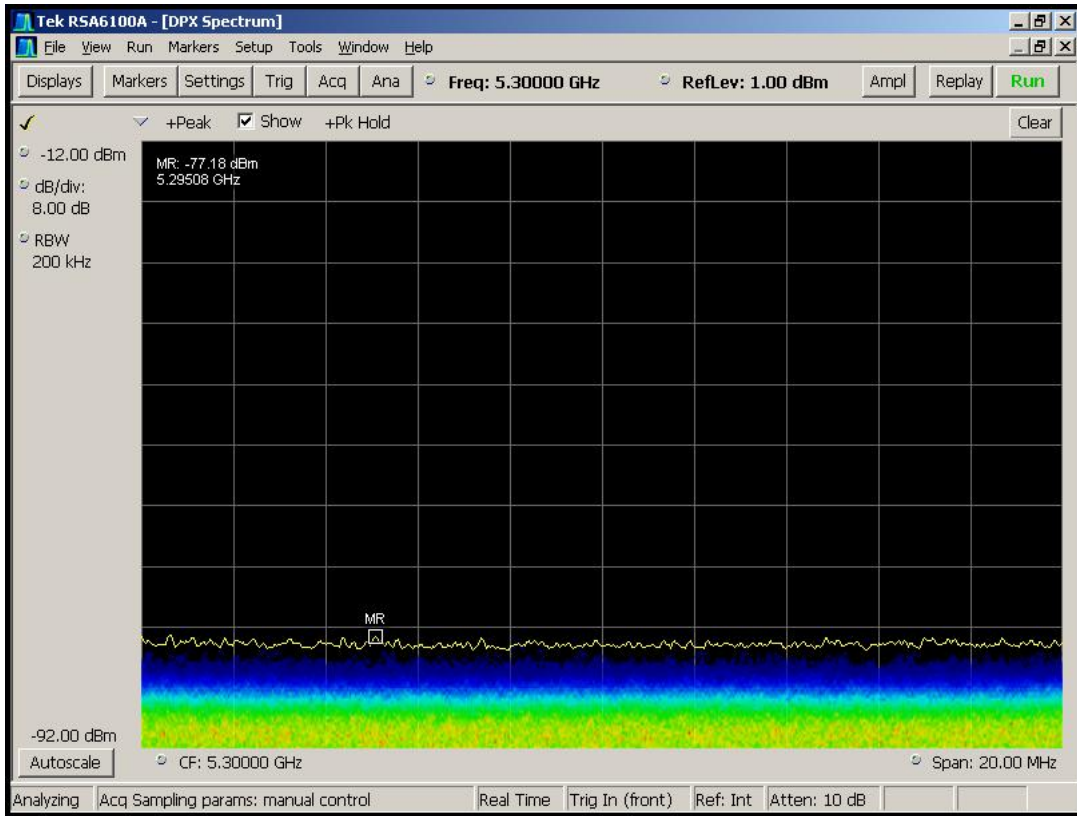 Tek RSA6100A - [DPX Spectrum]
File View Run Markers Setup Tools Window Help
Displays Markers Settings Trig Acq Ana Freq: 5.30000 GHz RefLev: 1.00 dBm Ampl Replay Run
+Peak Show +Pk Hold Clear
-12.00 dBm
dB/div:
8.00 dB
RBW
200 kHz
MR: -77.18 dBm
5.29508 GHz
MR
-92.00 dBm
Autoscale CF: 5.30000 GHz Span: 20.00 MHz
Analyzing Acq Sampling params: manual control Real Time Trig In (front) Ref: Int Atten: 10 dB